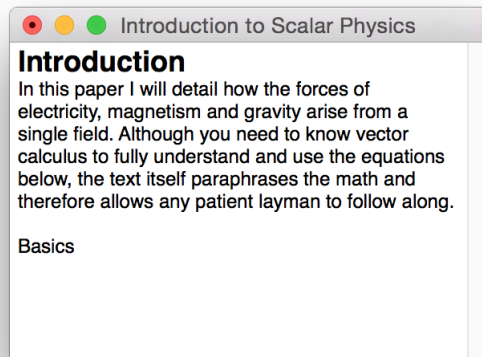 Introduction to Scalar Physics
Introduction
In this paper I will detail how the forces of
electricity, magnetism and gravity arise from a
single field. Although you need to know vector
calculus to fully understand and use the equations
below, the text itself paraphrases the math and
therefore allows any patient layman to follow along.
Basics